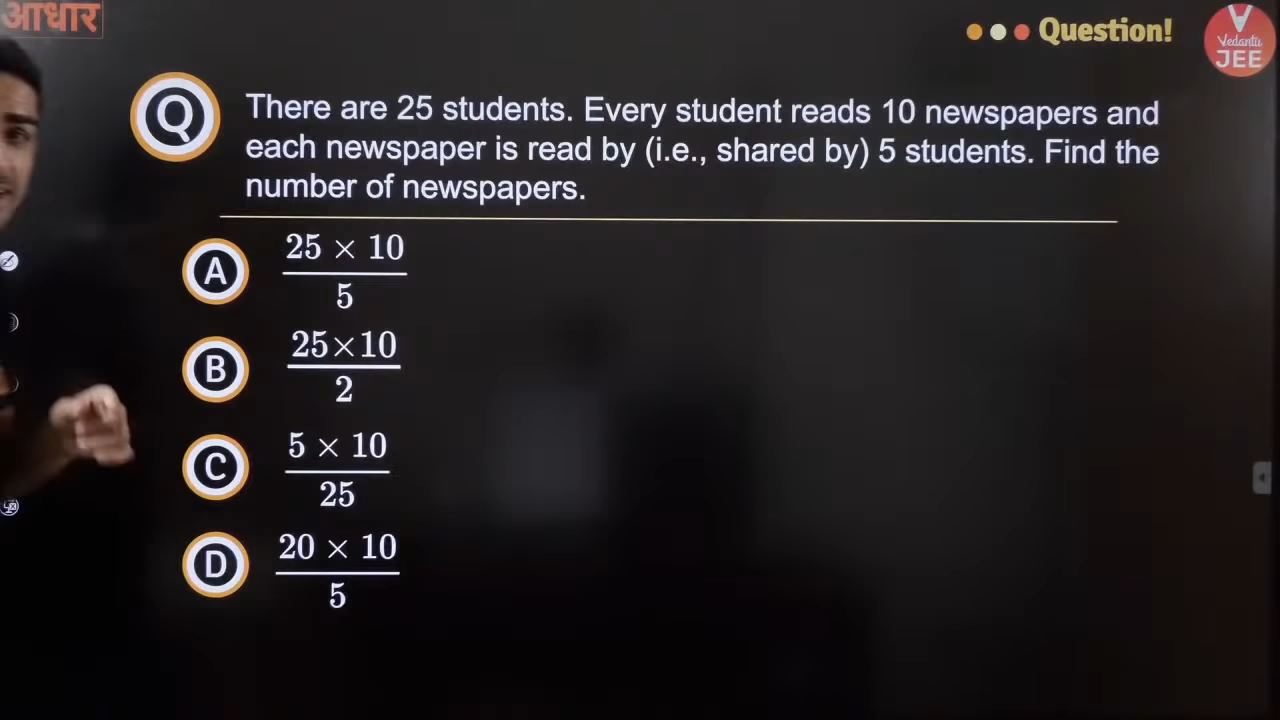 आधार
Question!
Vedantu
JEE
Q
There are 25 students. Every student reads 10 newspapers and
each newspaper is read by (i.e., shared by) 5 students. Find the
number of newspapers.
A
25 × 10
5
B
25×10
2
C
5 × 10
25
D
20 × 10
5